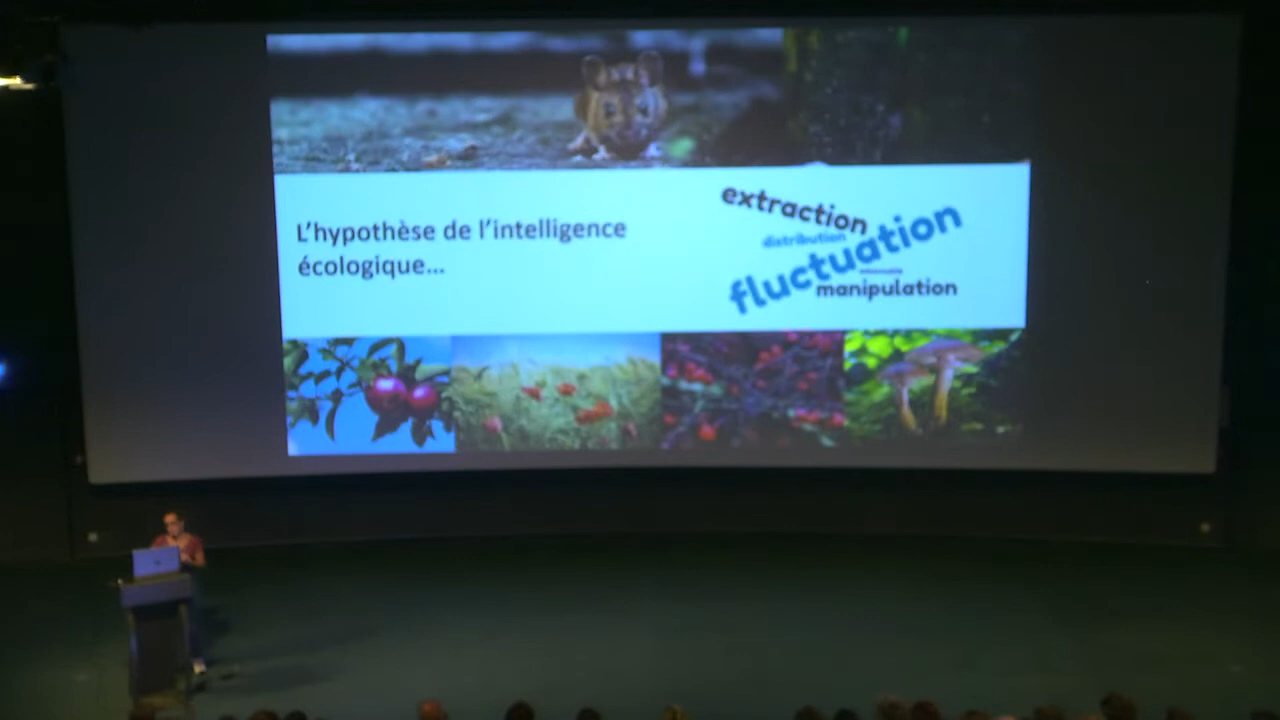 L’hypothèse de l’intelligence
écologique...
extraction
distribution
fluctuation
manipulation